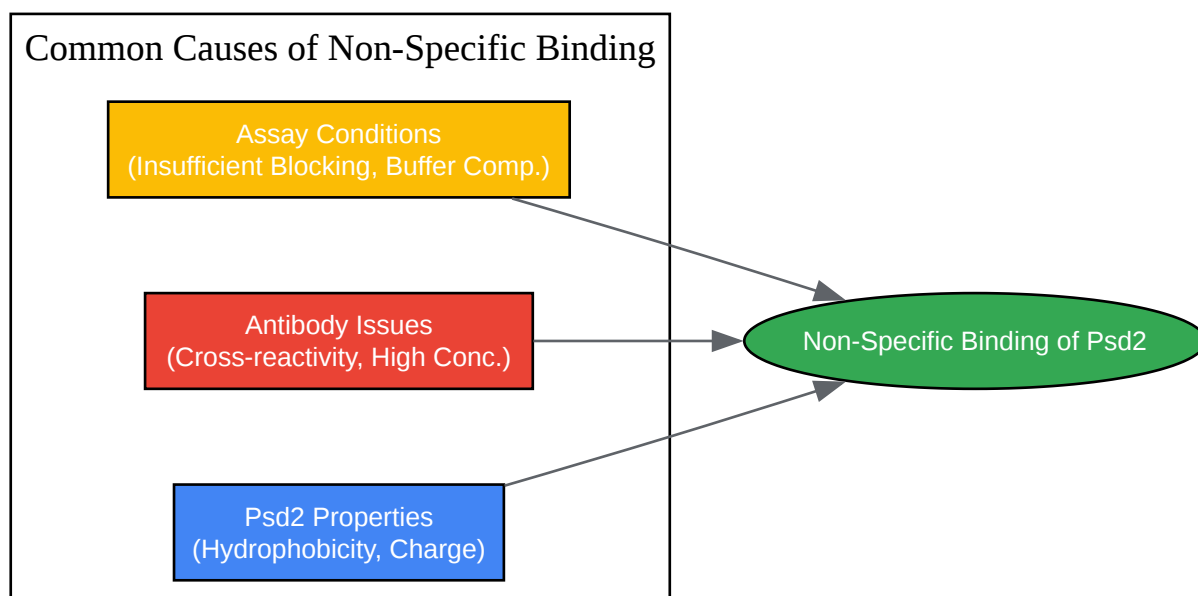 Common Causes of Non-Specific Binding
Assay Conditions
(Insufficient Blocking, Buffer Comp.)
Antibody Issues
(Cross-reactivity, High Conc.)
Non-Specific Binding of Psd2
Psd2 Properties
(Hydrophobicity, Charge)